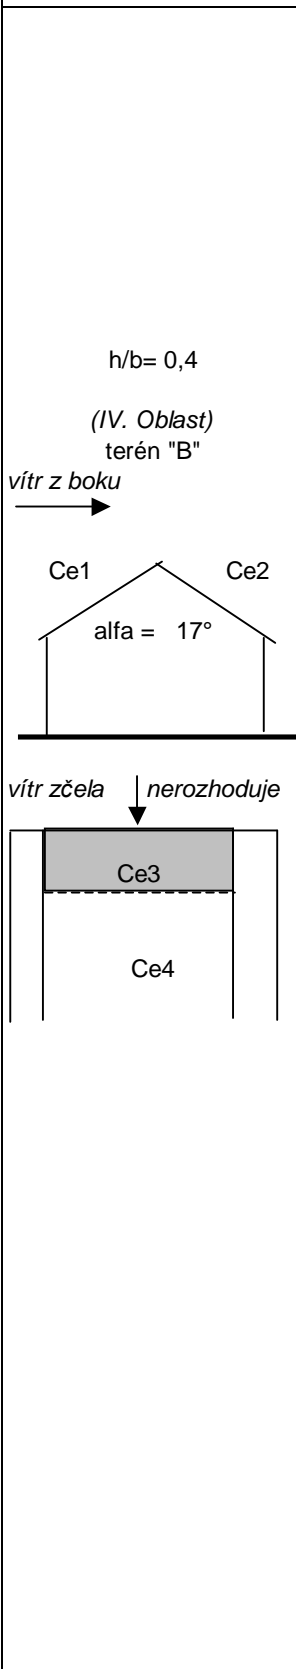 h/b= 0,4
(IV. Oblast)
terén "B"
vítr z boku
Ce1 Ce2
alfa = 17°
vítr zčela nerozhoduje
Ce3
Ce4